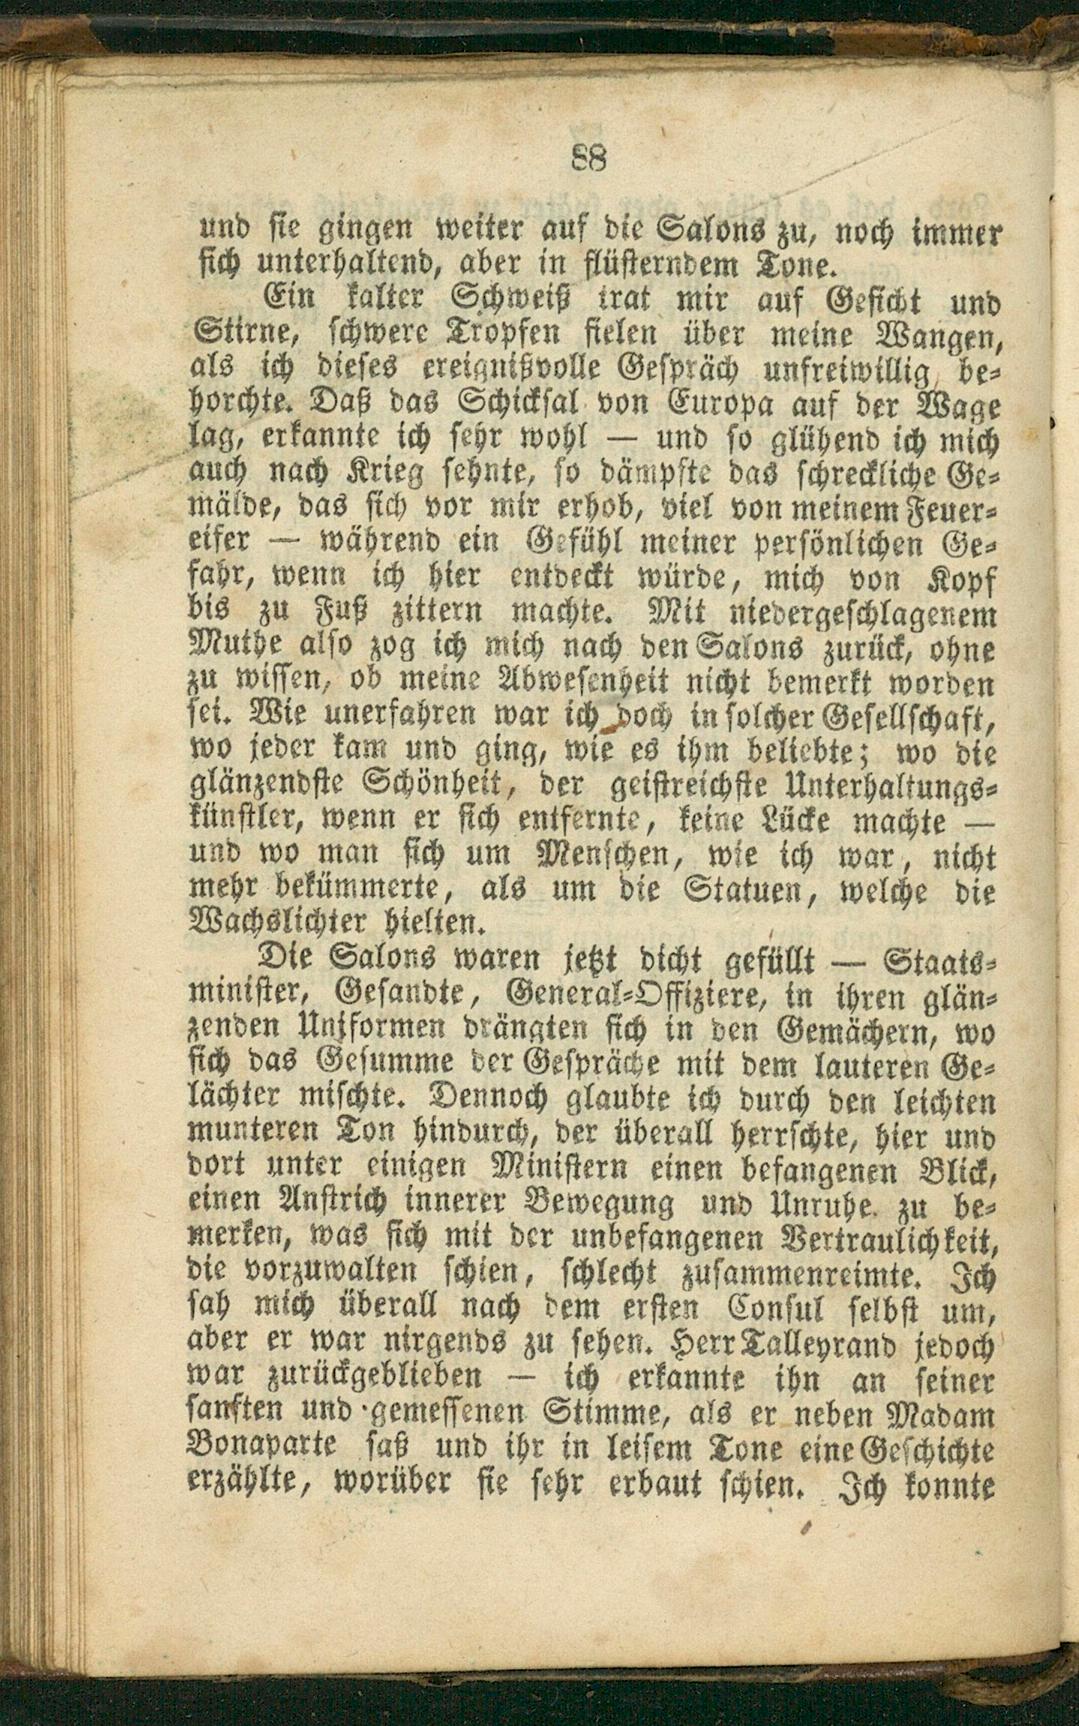 88
und sie gingen weiter auf die Salons zu, noch immer
sich unterhaltend, aber in flüsterndem Tone.
Ein kalter Schweiß trat mir auf Gesicht und
Stirne, schwere Tropfen fielen über meine Wangen,
als ich dieses ereignißvolle Gespräch unfreiwillig be-
horchte. Daß das Schicksal von Europa auf der Wage
lag, erkannte ich sehr wohl — und so glühend ich mich
auch nach Krieg sehnte, so dämpfte das schreckliche Ge-
mälde, das sich vor mir erhob, viel von meinem Feuer-
eifer — während ein Gefühl meiner persönlichen Ge-
fahr, wenn ich hier entdeckt würde, mich von Kopf
bis zu Fuß zittern machte. Mit niedergeschlagenem
Muthe also zog ich mich nach den Salons zurück, ohne
zu wissen, ob meine Abwesenheit nicht bemerkt worden
sei. Wie unerfahren war ich doch in solcher Gesellschaft,
wo jeder kam und ging, wie es ihm beliebte; wo die
glänzendste Schönheit, der geistreichste Unterhaltungs-
künstler, wenn er sich entfernte, keine Lücke machte —
und wo man sich um Menschen, wie ich war, nicht
mehr bekümmerte, als um die Statuen, welche die
Wachslichter hielten.
Die Salons waren jetzt dicht gefüllt — Staats-
minister, Gesandte, General-Offiziere, in ihren glän-
zenden Uniformen drängten sich in den Gemächern, wo
sich das Gesumme der Gespräche mit dem lauteren Ge-
lächter mischte. Dennoch glaubte ich durch den leichten
munteren Ton hindurch, der überall herrschte, hier und
dort unter einigen Ministern einen befangenen Blick,
einen Anstrich innerer Bewegung und Unruhe zu be-
merken, was sich mit der unbefangenen Vertraulichkeit,
die vorzuwalten schien, schlecht zusammenreimte. Ich
sah mich überall nach dem ersten Consul selbst um,
aber er war nirgends zu sehen. Herr Talleyrand jedoch
war zurückgeblieben — ich erkannte ihn an seiner
sanften und gemessenen Stimme, als er neben Madam
Bonaparte saß und ihr in leisem Tone eine Geschichte
erzählte, worüber sie sehr erbaut schien. Ich konnte